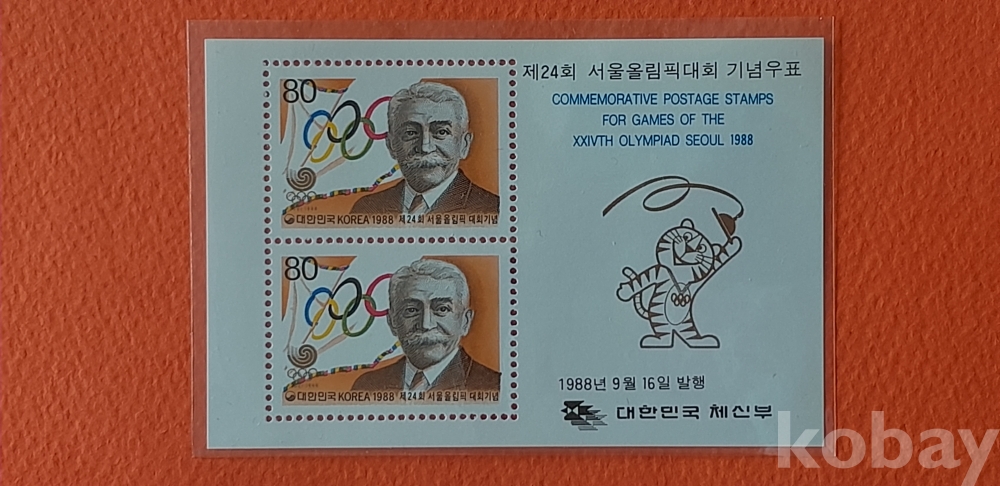 제24회 서울올림픽대회 기념우표
COMMEMORATIVE POSTAGE STAMPS
FOR GAMES OF THE
XXIVTH OLYMPIAD SEOUL 1988
80
대한민국 KOREA 1988 제24회 서울올림픽 대회기념
80
대한민국 KOREA 1988 제24회 서울올림픽 대회기념
1988년 9월 16일 발행
대한민국 체신부
kobay